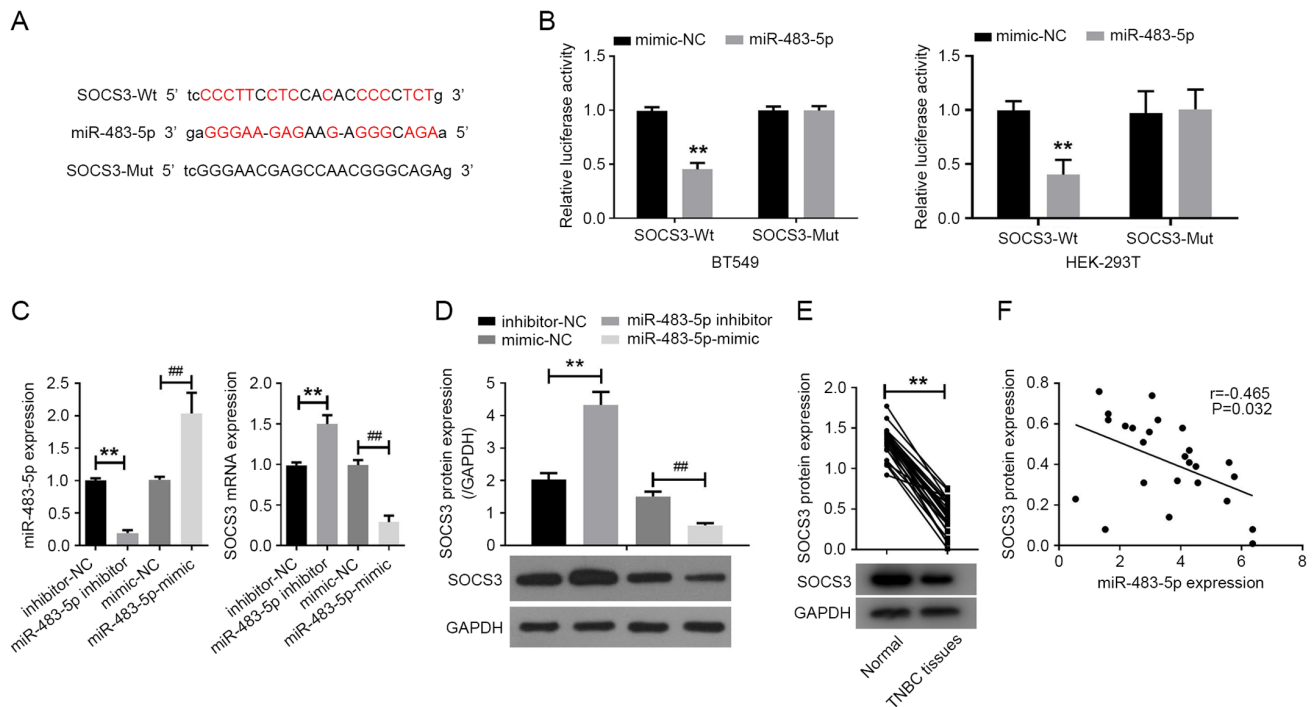 A
SOCS3-Wt 5' tcCCCTTCCTCCACACCCCCTCTg 3'
miR-483-5p 3' gaGGGAA-GAGAAG-AGGGCAGAa 5'
SOCS3-Mut 5' tcGGGAACGAGCCAACGGGCAGAg 3'
B
mimic-NC miR-483-5p
Relative luciferase activity
1.5
1.0
0.5
0.0
**
SOCS3-Wt SOCS3-Mut
BT549
mimic-NC miR-483-5p
Relative luciferase activity
1.5
1.0
0.5
0.0
**
SOCS3-Wt SOCS3-Mut
HEK-293T
C
miR-483-5p expression
2.5
2.0
1.5
1.0
0.5
0.0
**
##
inhibitor-NC
miR-483-5p inhibitor
mimic-NC
miR-483-5p-mimic
SOCS3 mRNA expression
2.0
1.5
1.0
0.5
0.0
**
##
inhibitor-NC
miR-483-5p inhibitor
mimic-NC
miR-483-5p-mimic
D
inhibitor-NC miR-483-5p inhibitor
mimic-NC miR-483-5p-mimic
SOCS3 protein expression
(/GAPDH)
5
4
3
2
1
0
**
##
SOCS3
GAPDH
E
SOCS3 protein expression
2.0
1.5
1.0
0.5
0.0
**
SOCS3
GAPDH
Normal
TNBC tissues
F
SOCS3 protein expression
0.8
0.6
0.4
0.2
0.0
r=-0.465
P=0.032
0 2 4 6 8
miR-483-5p expression